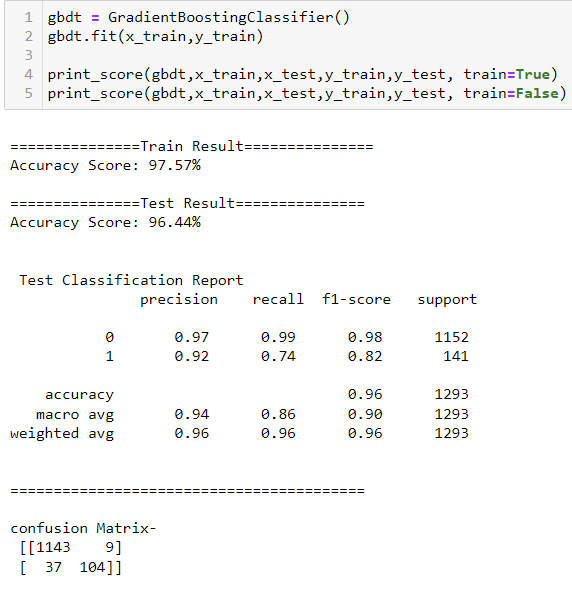 1 gbdt = GradientBoostingClassifier()
2 gbdt.fit(x_train,y_train)
3
4 print_score(gbdt,x_train,x_test,y_train,y_test, train=True)
5 print_score(gbdt,x_train,x_test,y_train,y_test, train=False)
===============Train Result===============
Accuracy Score: 97.57%
===============Test Result===============
Accuracy Score: 96.44%
Test Classification Report
precision recall f1-score support
0 0.97 0.99 0.98 1152
1 0.92 0.74 0.82 141
accuracy 0.96 1293
macro avg 0.94 0.86 0.90 1293
weighted avg 0.96 0.96 0.96 1293
=========================================
confusion Matrix-
[[1143 9]
[ 37 104]]